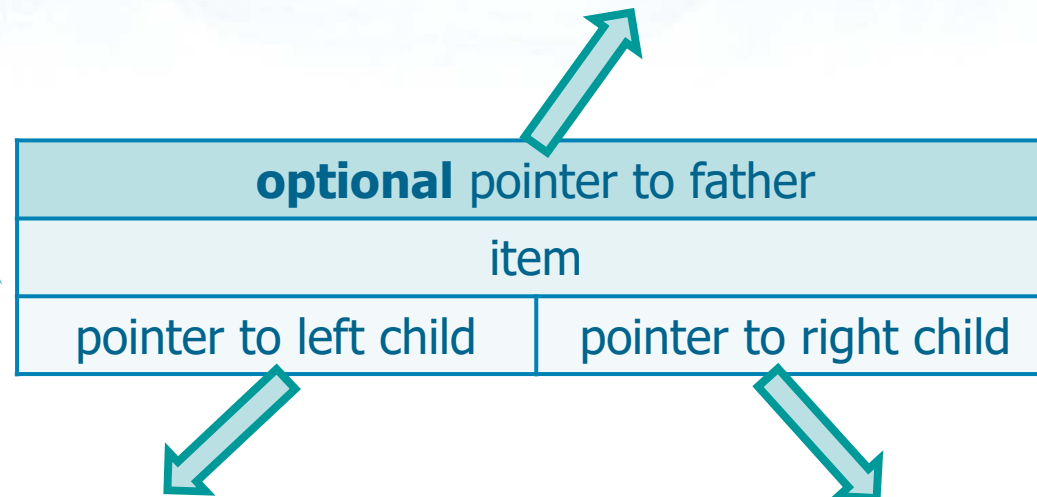 optional pointer to father
item
pointer to left child
pointer to right child